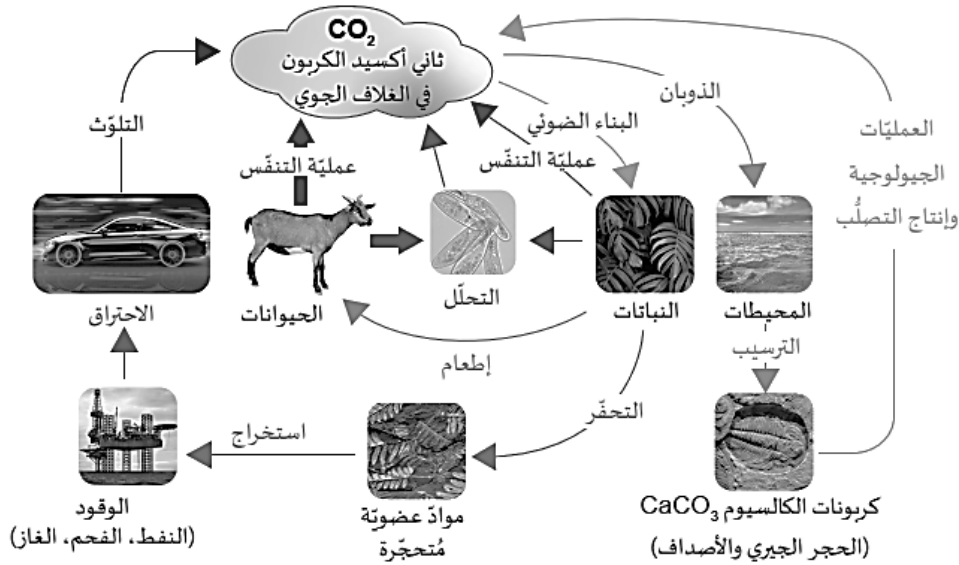 CO₂
ثاني أكسيد الكربون
في الغلاف الجوي
التلوّث
عمليّة التنفّس
عمليّة التنفّس
البناء الضوئي
الذوبان
العمليّات
الجيولوجية
وإنتاج التصلُّب
الاحتراق
الحيوانات
التحلّل
النباتات
المحيطات
إطعام
الترسيب
التحفّر
استخراج
الوقود
(النفط، الفحم، الغاز)
موادّ عضويّة
مُتحجّرة
كربونات الكالسيوم CaCO₃
(الحجر الجيري والأصداف)